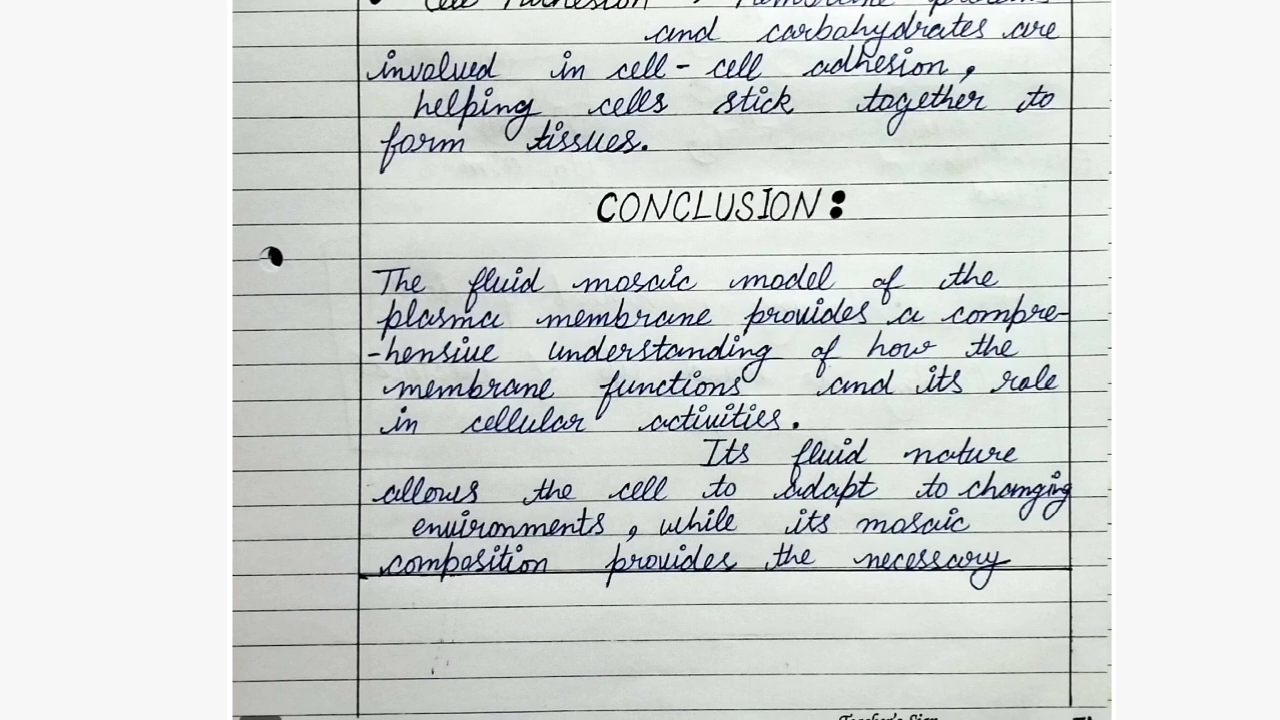 and carbohydrates are
involved in cell - cell adhesion,
helping cells stick together to
form tissues.
CONCLUSION:
The fluid mosaic model of the
plasma membrane provides a compre-
-hensive understanding of how the
membrane functions and its role
in cellular activities.
Its fluid nature
allows the cell to adapt to changing
environments, while its mosaic
composition provides the necessary